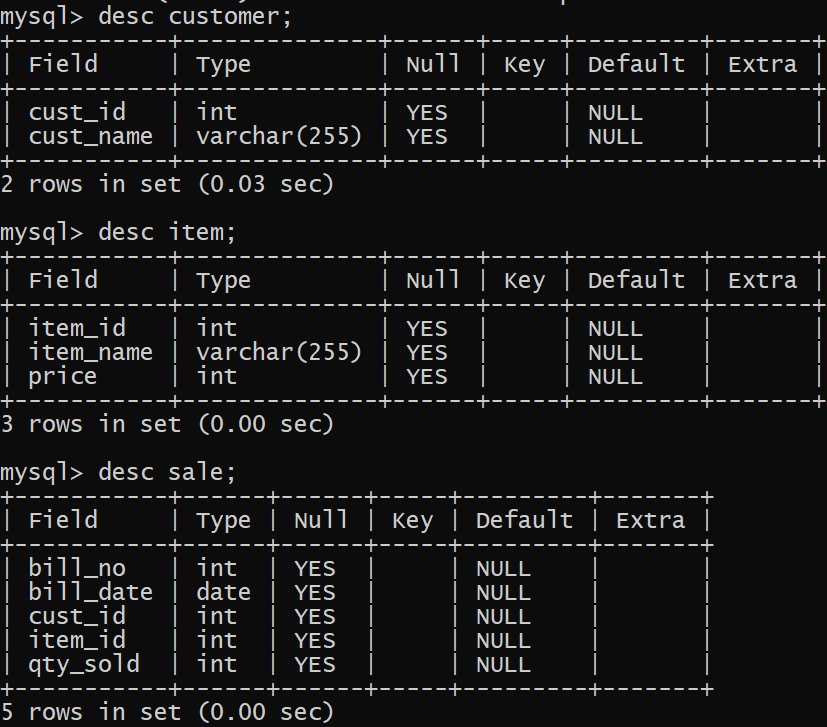 mysql> desc customer;
+-----------+--------------+------+-----+---------+-------+
| Field     | Type         | Null | Key | Default | Extra |
+-----------+--------------+------+-----+---------+-------+
| cust_id   | int          | YES  |     | NULL    |       |
| cust_name | varchar(255) | YES  |     | NULL    |       |
+-----------+--------------+------+-----+---------+-------+
2 rows in set (0.03 sec)

mysql> desc item;
+-----------+--------------+------+-----+---------+-------+
| Field     | Type         | Null | Key | Default | Extra |
+-----------+--------------+------+-----+---------+-------+
| item_id   | int          | YES  |     | NULL    |       |
| item_name | varchar(255) | YES  |     | NULL    |       |
| price     | int          | YES  |     | NULL    |       |
+-----------+--------------+------+-----+---------+-------+
3 rows in set (0.00 sec)

mysql> desc sale;
+-----------+------+------+-----+---------+-------+
| Field     | Type | Null | Key | Default | Extra |
+-----------+------+------+-----+---------+-------+
| bill_no   | int  | YES  |     | NULL    |       |
| bill_date | date | YES  |     | NULL    |       |
| cust_id   | int  | YES  |     | NULL    |       |
| item_id   | int  | YES  |     | NULL    |       |
| qty_sold  | int  | YES  |     | NULL    |       |
+-----------+------+------+-----+---------+-------+
5 rows in set (0.00 sec)